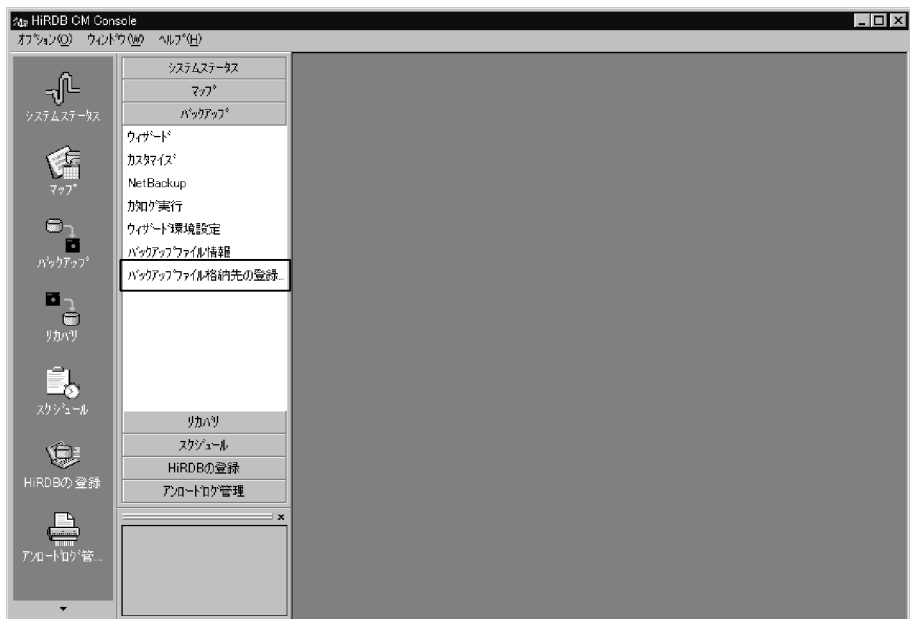 HiRDB CM Console
オプション(O) ウィンドウ(W) ヘルプ(H)
システムステータス
マップ
バックアップ
リカバリ
スケジュール
HiRDBの登録
アンロードログ管...
システムステータス
マップ
バックアップ
ウィザード
カスタマイズ
NetBackup
カタログ実行
ウィザード環境設定
バックアップファイル情報
バックアップファイル格納先の登録...
リカバリ
スケジュール
HiRDBの登録
アンロードログ管理